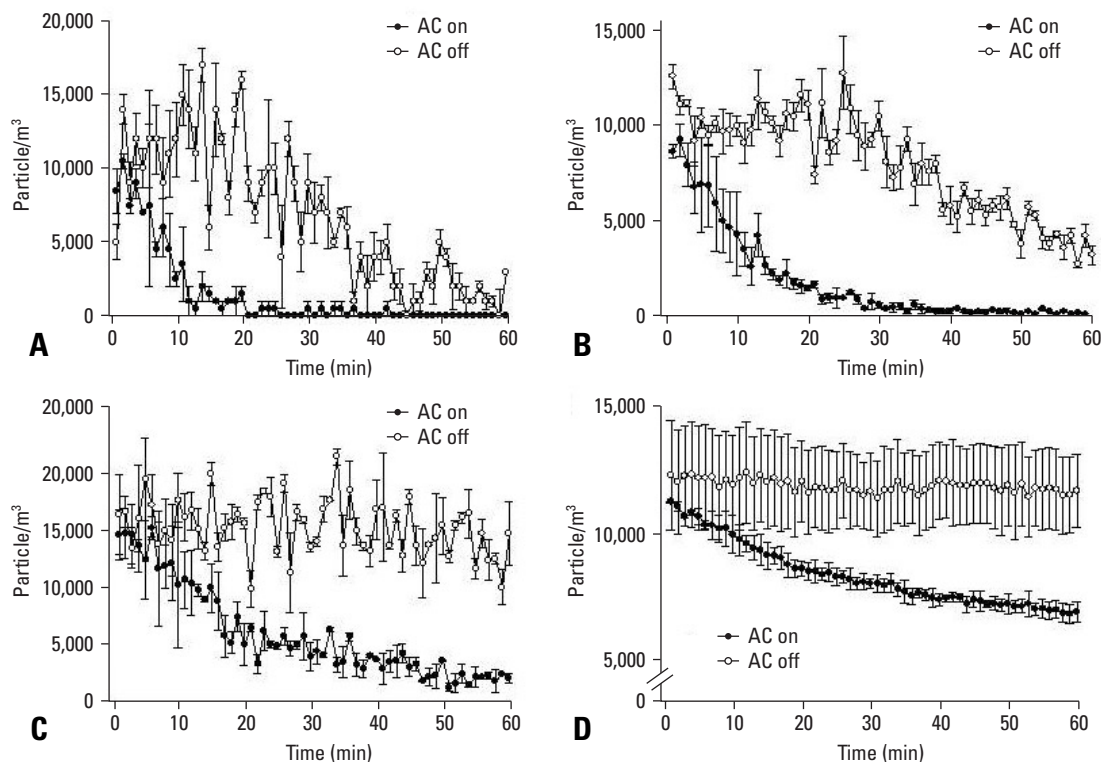 20,000
15,000
10,000
5,000
0
Particle/m³
AC on
AC off
0 10 20 30 40 50 60
Time (min)
A
15,000
10,000
5,000
0
Particle/m³
AC on
AC off
0 10 20 30 40 50 60
Time (min)
B
20,000
20,000
15,000
10,000
5,000
0
Particle/m³
AC on
AC off
0 10 20 30 40 50 60
Time (min)
C
15,000
10,000
5,000
0
Particle/m³
AC on
AC off
0 10 20 30 40 50 60
Time (min)
D